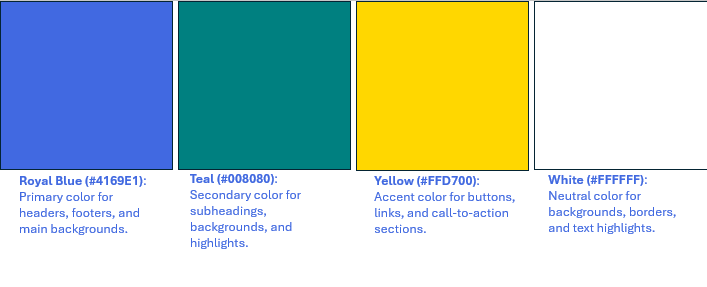 Royal Blue (#4169E1):
Primary color for
headers, footers, and
main backgrounds.
Teal (#008080):
Secondary color for
subheadings,
backgrounds, and
highlights.
Yellow (#FFD700):
Accent color for buttons,
links, and call-to-action
sections.
White (#FFFFFF):
Neutral color for
backgrounds, borders,
and text highlights.